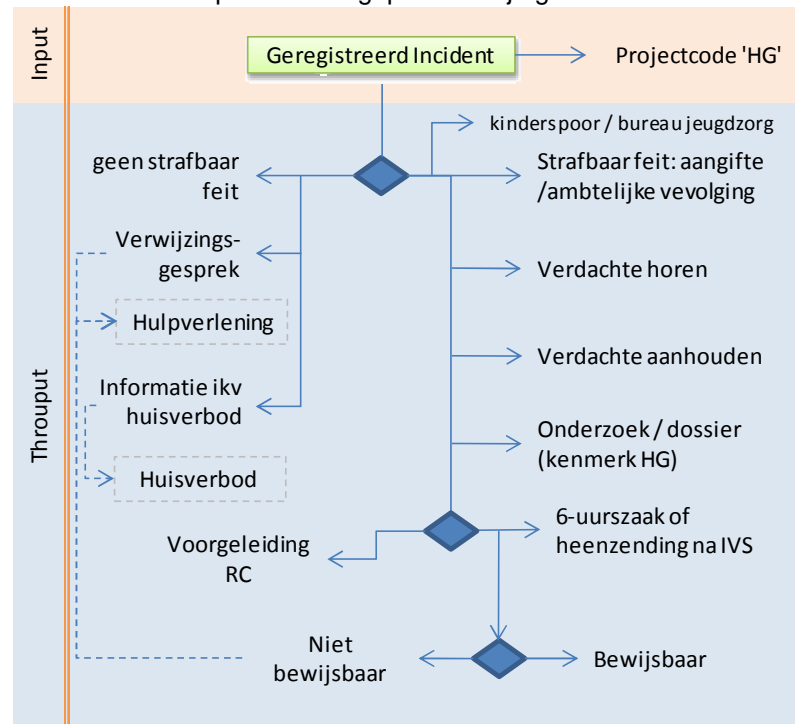 Input
Geregistreerd Incident
Projectcode 'HG'
Throuput
kinderspoor / bureau jeugdzorg
geen strafbaar
feit
Strafbaar feit: aangifte
/ambtelijke vevolging
Verwijzings-
gesprek
Verdachte horen
Hulpverlening
Verdachte aanhouden
Informatie ikv
huisverbod
Onderzoek / dossier
(kenmerk HG)
Huisverbod
6-uurszaak of
heenzending na IVS
Voorgeleiding
RC
Niet
bewijsbaar
Bewijsbaar